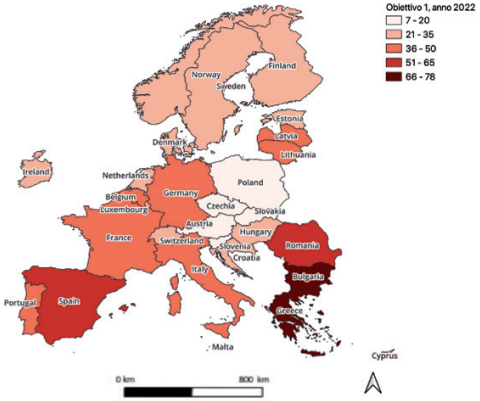 Obiettivo 1, anno 2022
7 - 20
21 - 35
36 - 50
51 - 65
66 - 78
Finland
Norway
Sweden
Estonia
Latvia
Denmark
Lithuania
Ireland
Netherlands
Poland
Belgium
Germany
Luxembourg
Czechia
Slovakia
Austria
France
Hungary
Switzerland
Slovenia
Romania
Croatia
Italy
Bulgaria
Portugal
Spain
Greece
Malta
Cyprus
0 km
800 km